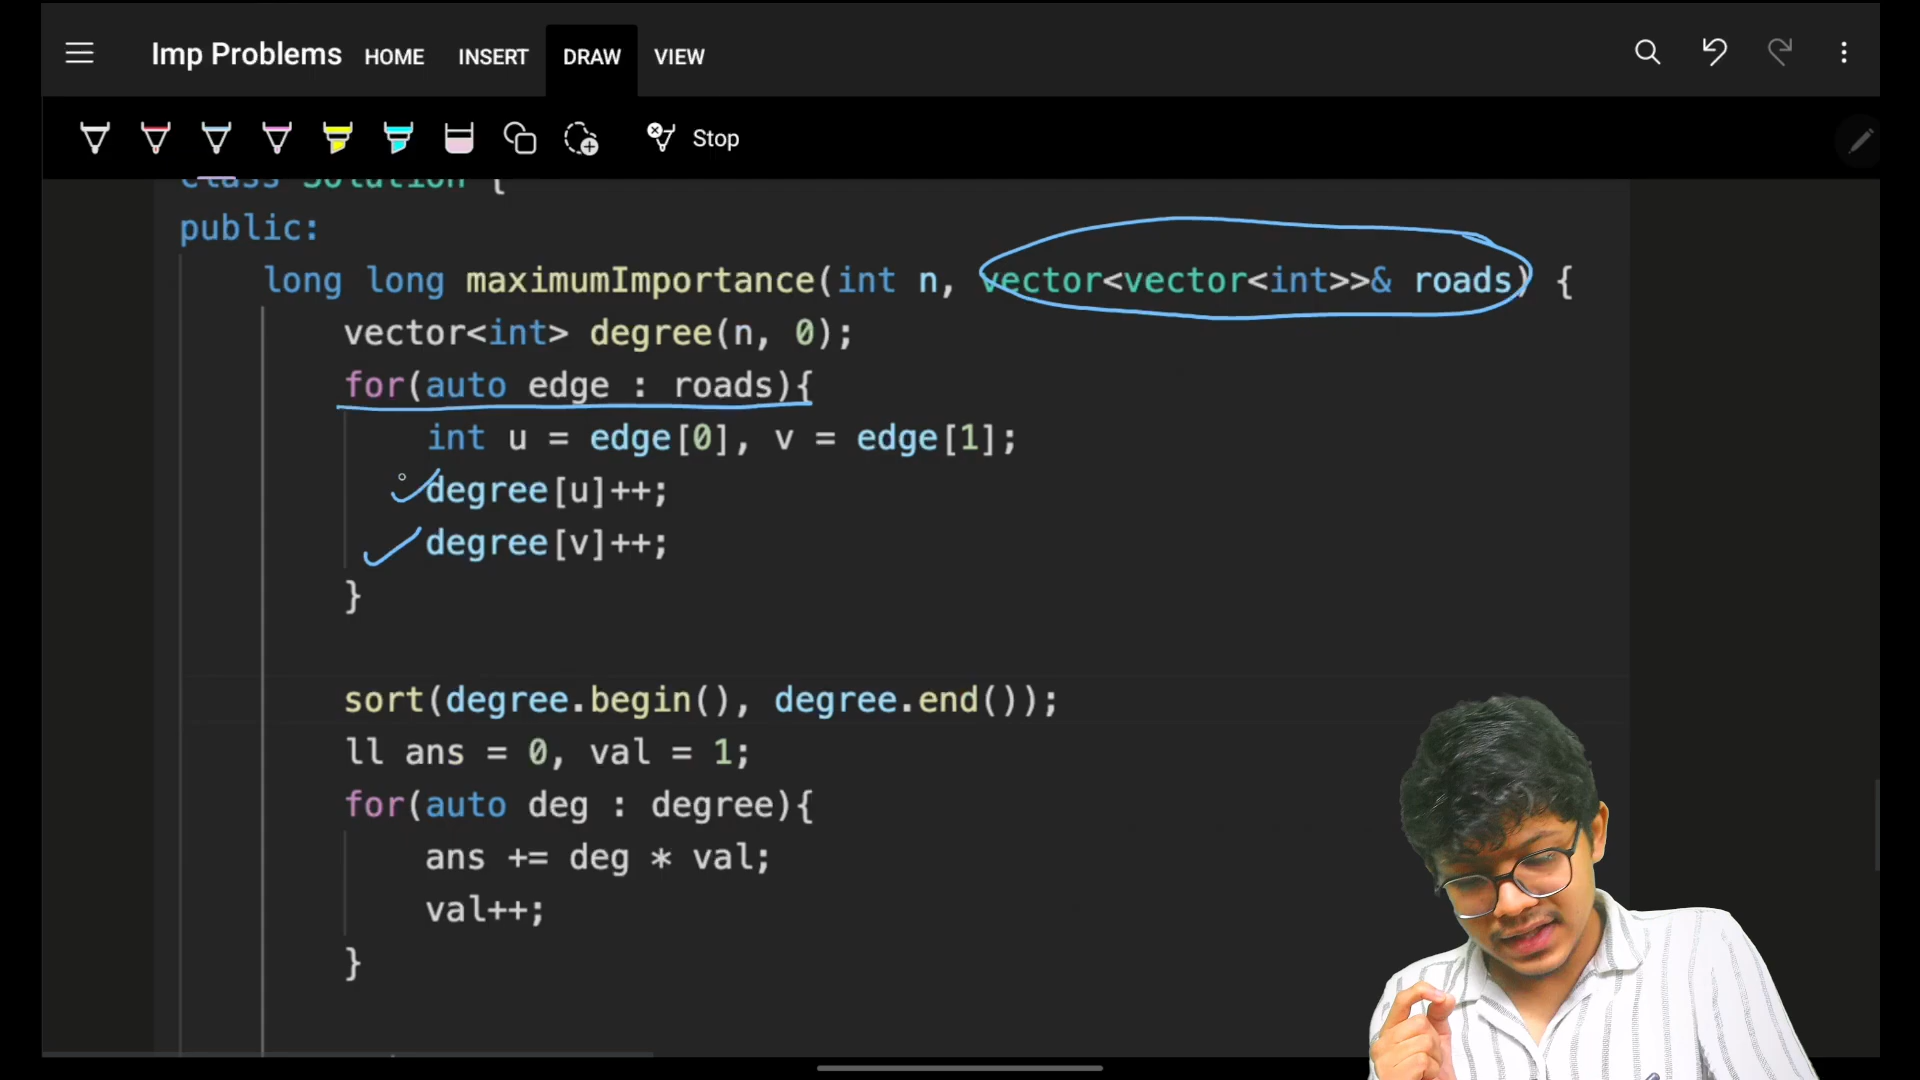 Imp Problems HOME INSERT DRAW VIEW
Stop
class Solution {
public:
long long maximumImportance(int n, vector<vector<int>>& roads) {
vector<int> degree(n, 0);
for(auto edge : roads){
int u = edge[0], v = edge[1];
degree[u]++;
degree[v]++;
}
sort(degree.begin(), degree.end());
ll ans = 0, val = 1;
for(auto deg : degree){
ans += deg * val;
val++;
}